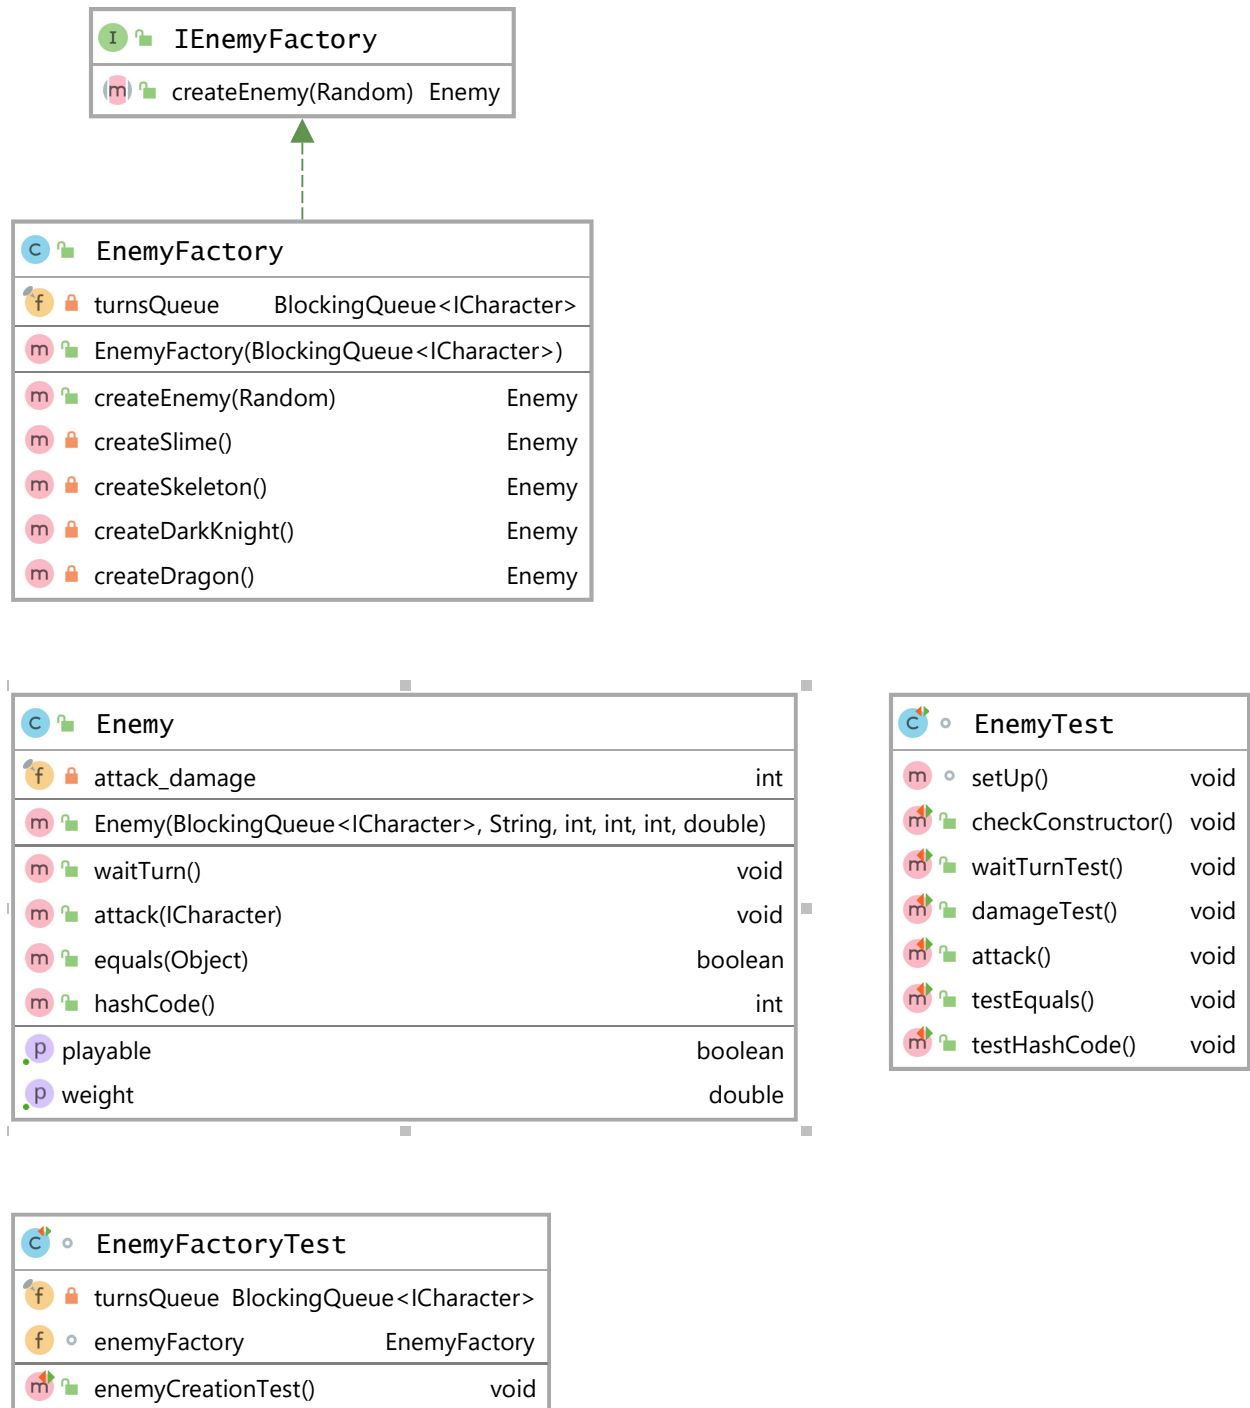 I IEnemyFactory
m createEnemy(Random) Enemy
C EnemyFactory
f turnsQueue BlockingQueue<ICharacter>
m EnemyFactory(BlockingQueue<ICharacter>)
m createEnemy(Random) Enemy
m createSlime() Enemy
m createSkeleton() Enemy
m createDarkKnight() Enemy
m createDragon() Enemy
C Enemy
f attack_damage int
m Enemy(BlockingQueue<ICharacter>, String, int, int, int, double)
m waitTurn() void
m attack(ICharacter) void
m equals(Object) boolean
m hashCode() int
p playable boolean
p weight double
C EnemyTest
m setUp() void
m checkConstructor() void
m waitTurnTest() void
m damageTest() void
m attack() void
m testEquals() void
m testHashCode() void
C EnemyFactoryTest
f turnsQueue BlockingQueue<ICharacter>
f enemyFactory EnemyFactory
m enemyCreationTest() void